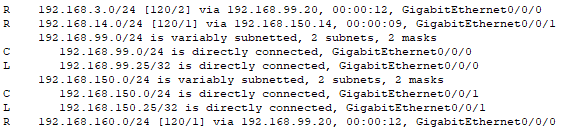 R 192.168.3.0/24 [120/2] via 192.168.99.20, 00:00:12, GigabitEthernet0/0/0
R 192.168.14.0/24 [120/1] via 192.168.150.14, 00:00:09, GigabitEthernet0/0/1
192.168.99.0/24 is variably subnetted, 2 subnets, 2 masks
C 192.168.99.0/24 is directly connected, GigabitEthernet0/0/0
L 192.168.99.25/32 is directly connected, GigabitEthernet0/0/0
192.168.150.0/24 is variably subnetted, 2 subnets, 2 masks
C 192.168.150.0/24 is directly connected, GigabitEthernet0/0/1
L 192.168.150.25/32 is directly connected, GigabitEthernet0/0/1
R 192.168.160.0/24 [120/1] via 192.168.99.20, 00:00:12, GigabitEthernet0/0/0